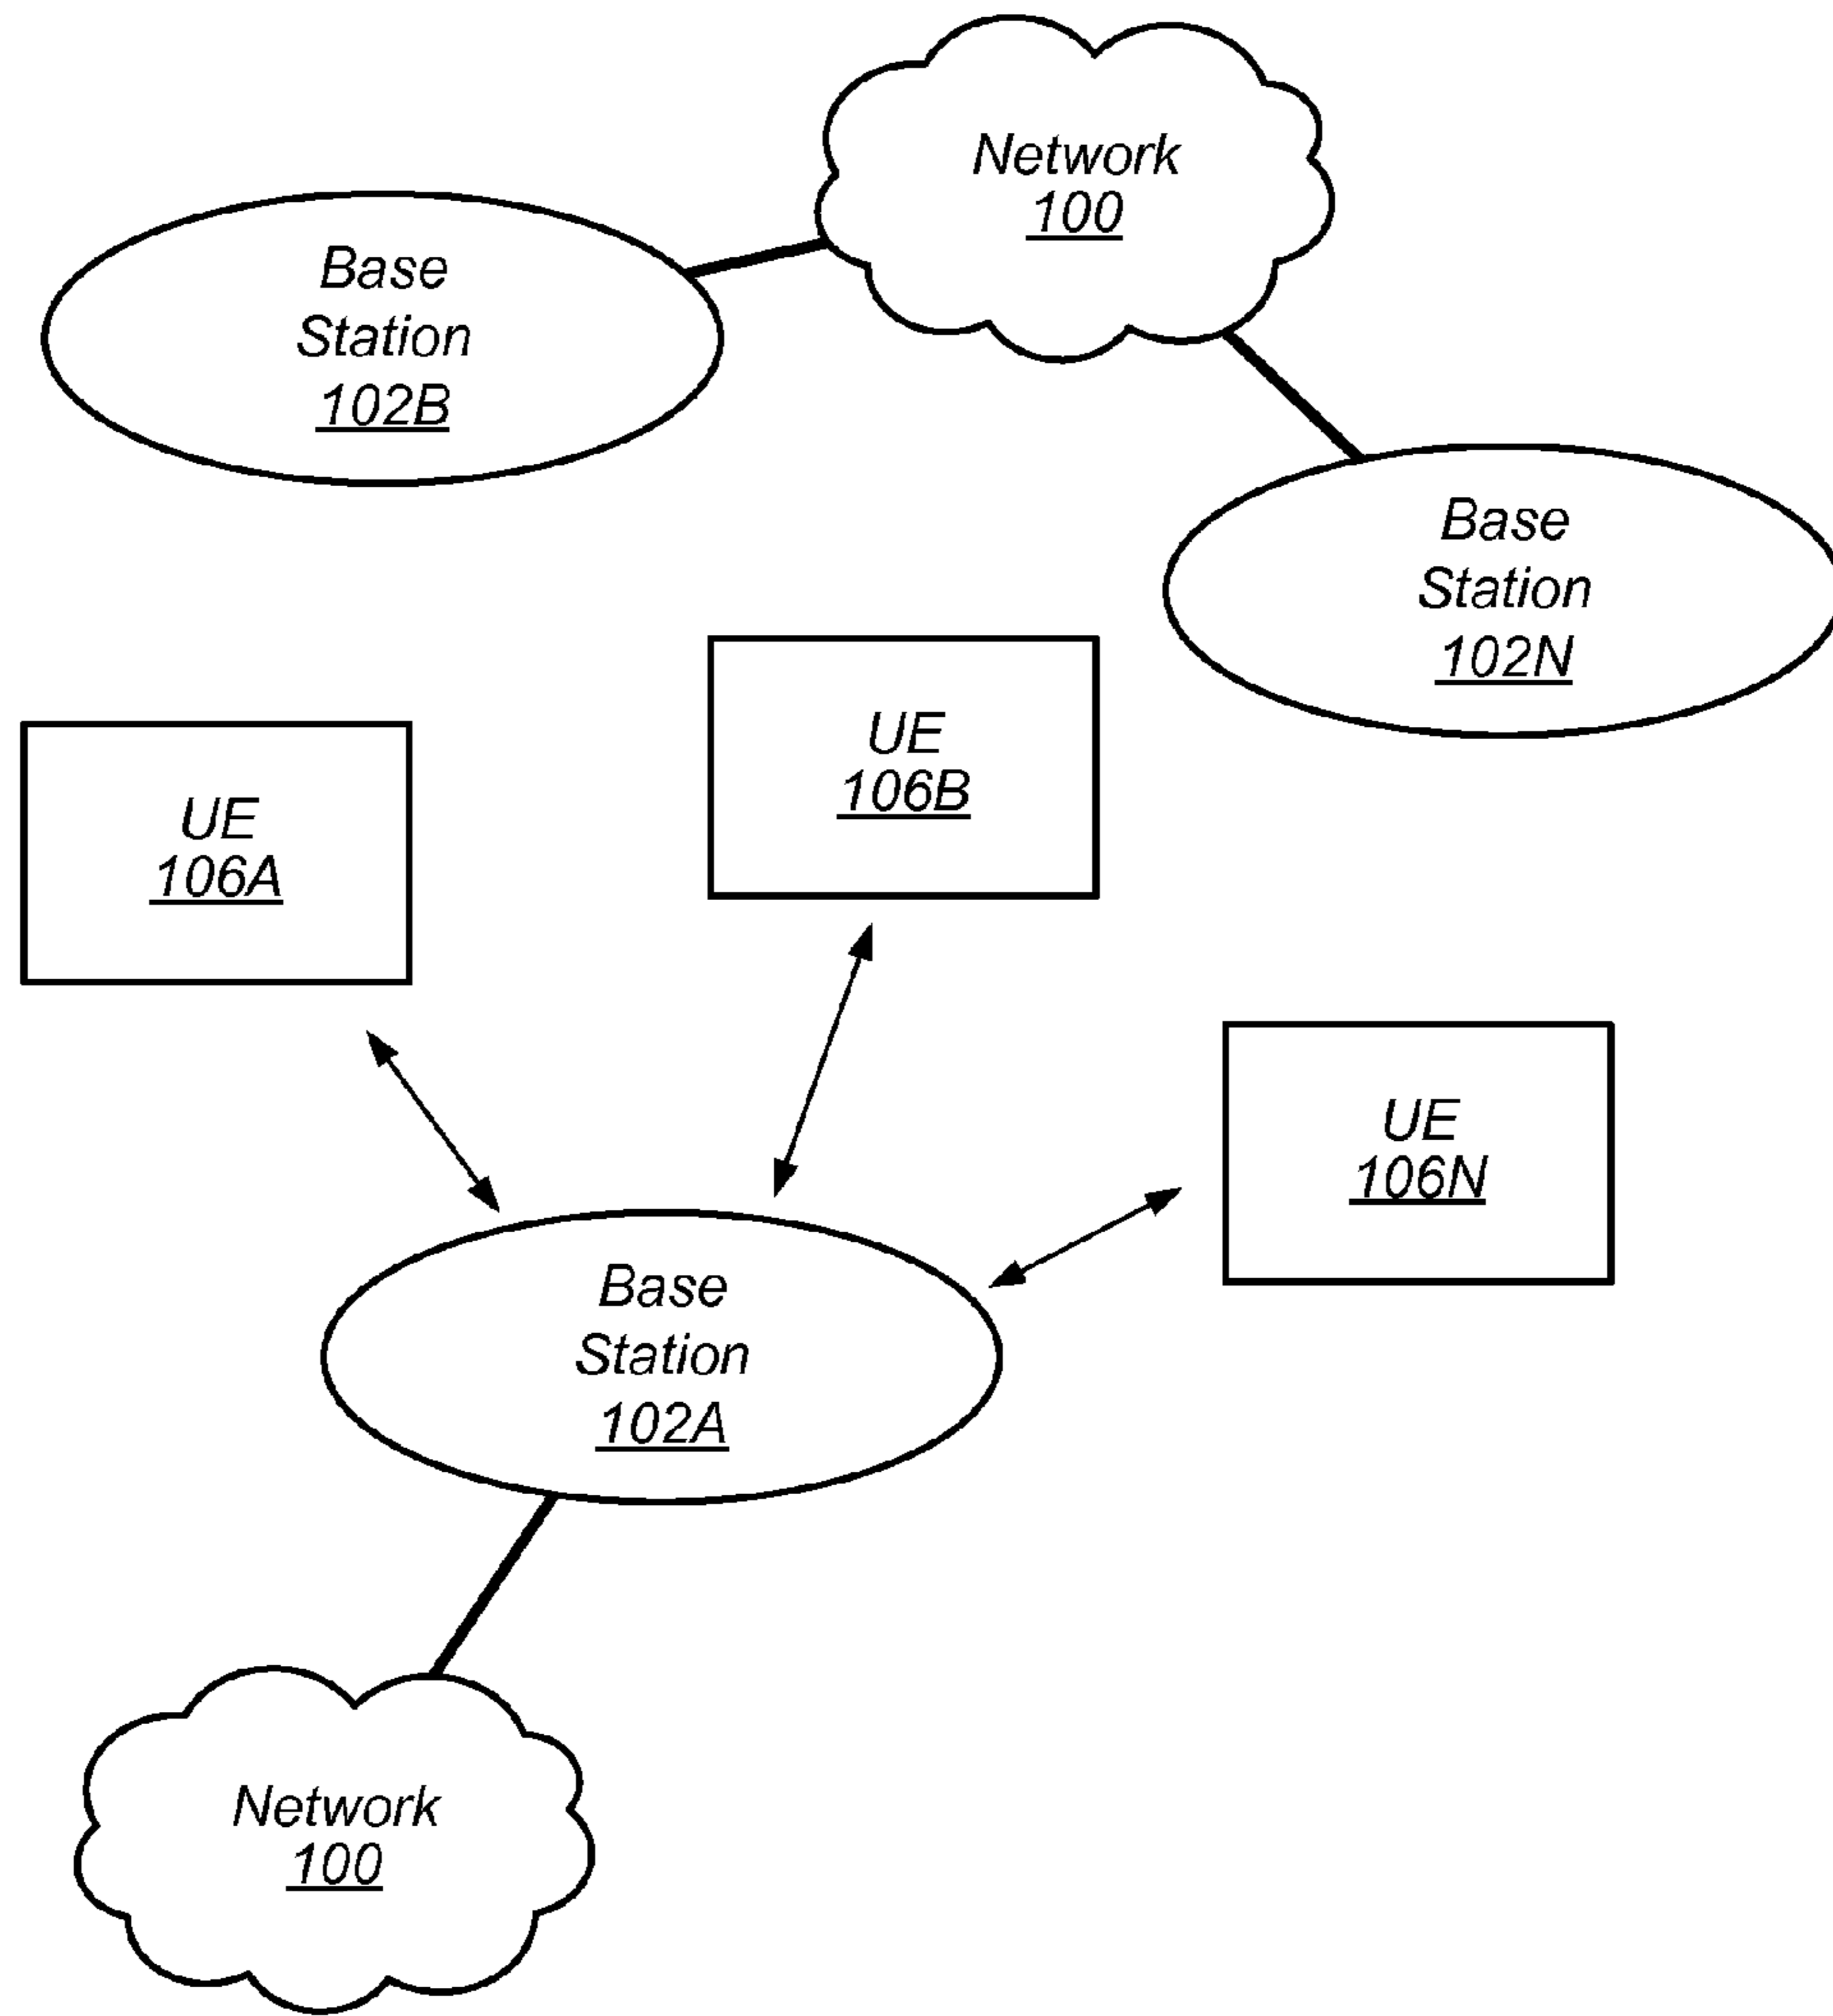 Network
100
Base
Station
102B
Base
Station
102N
UE
106B
UE
106A
UE
106N
Base
Station
102A
Network
100